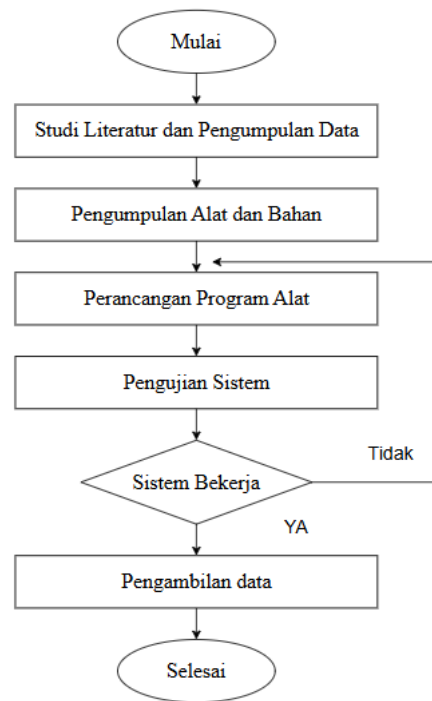 Mulai
Studi Literatur dan Pengumpulan Data
Pengumpulan Alat dan Bahan
Perancangan Program Alat
Pengujian Sistem
Tidak
Sistem Bekerja
YA
Pengambilan data
Selesai